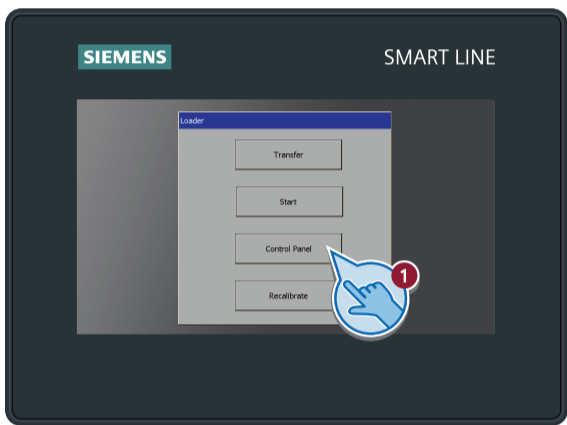 SIEMENS
SMART LINE
Loader
Transfer
Start
Control Panel
1
Recalibrate